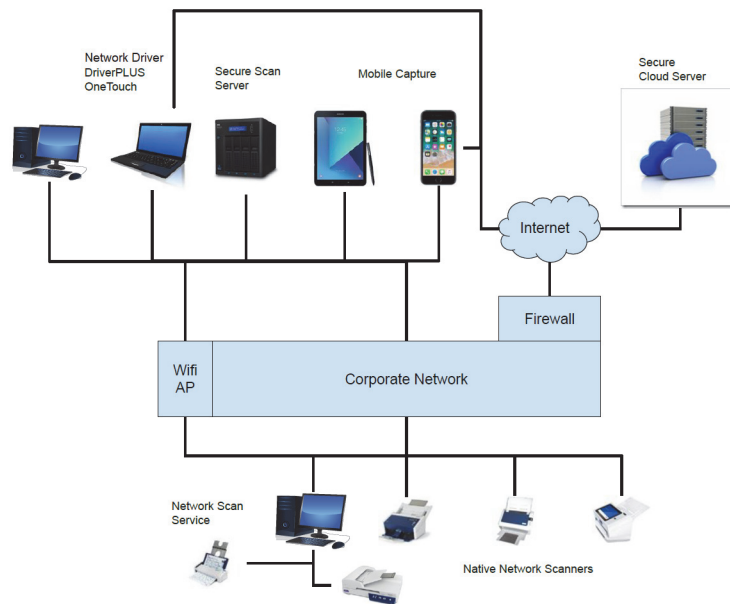 Network Driver
DriverPLUS
OneTouch
Secure Scan
Server
Mobile Capture
Secure
Cloud Server
Internet
Firewall
Wifi
AP
Corporate Network
Network Scan
Service
Native Network Scanners